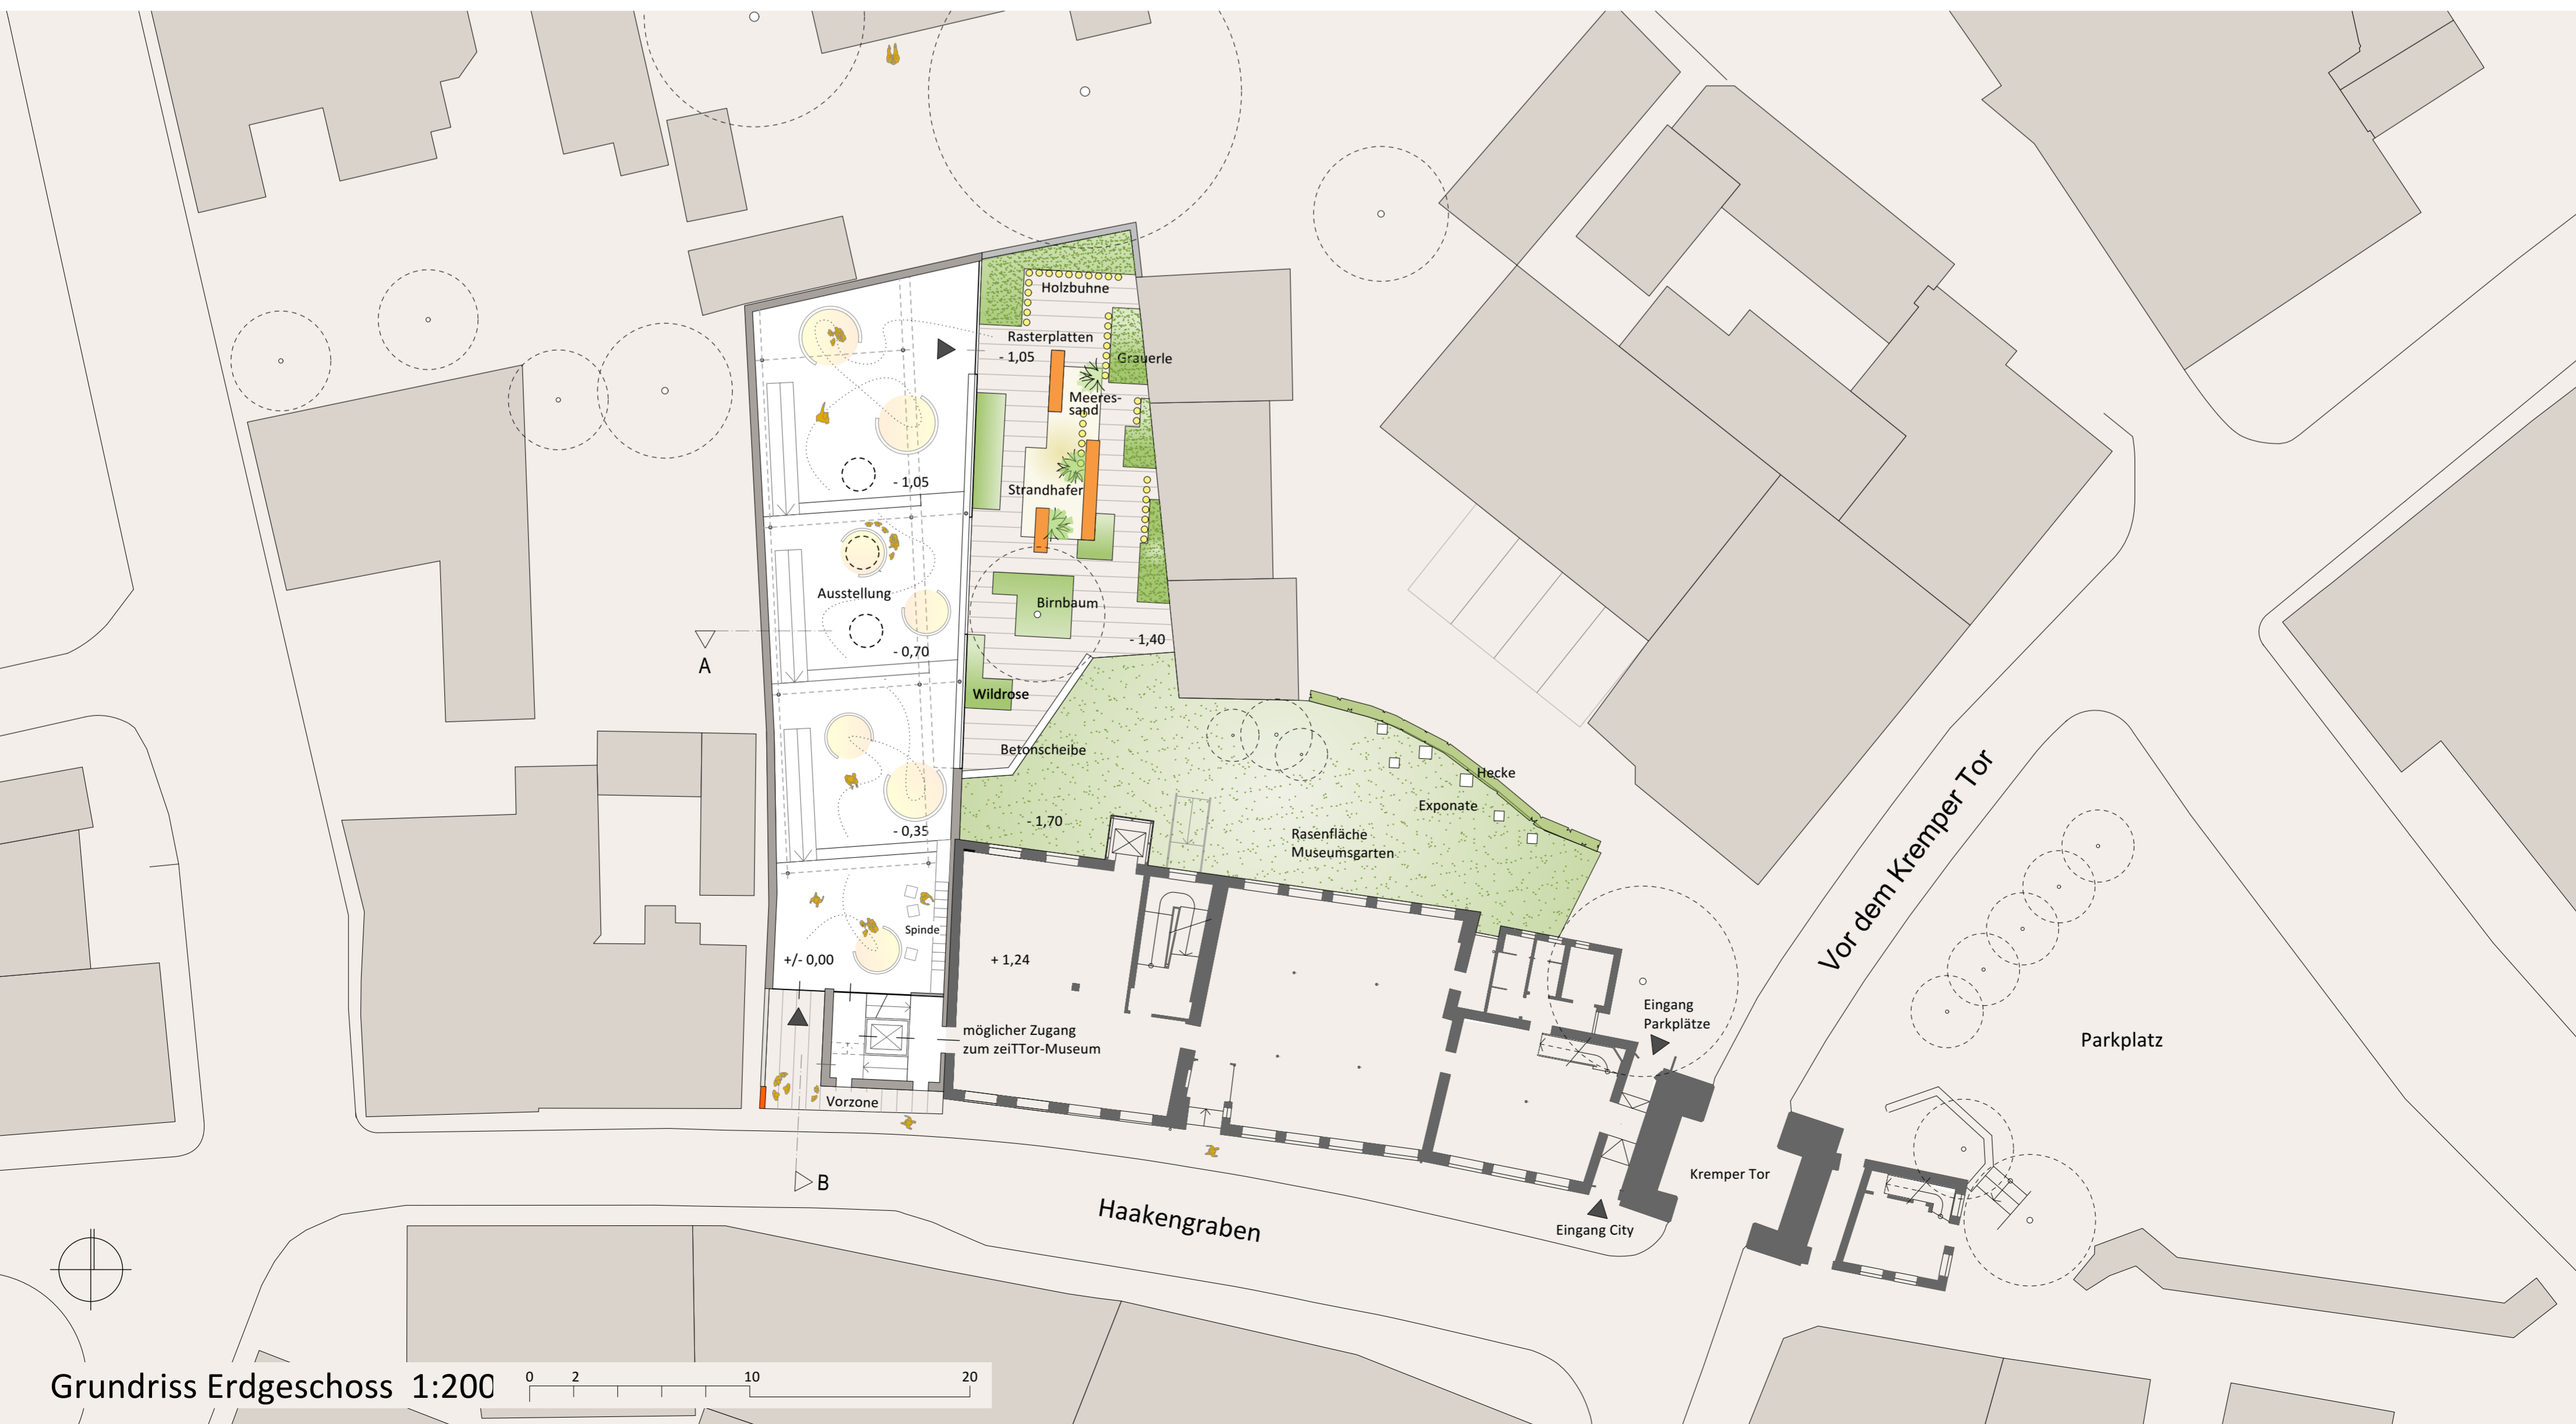 Holzbuhne
Rasterplatten
- 1,05
Grauerle
Meeres-
sand
- 1,05
Strandhafer
Ausstellung
Birnbaum
- 1,40
- 0,70
A
Wildrose
Betonscheibe
Hecke
Exponate
- 1,70
- 0,35
Rasenfläche
Museumsgarten
Vor dem Kremper Tor
Spinde
+/- 0,00
+ 1,24
Eingang
Parkplätze
möglicher Zugang
zum zeiTTor-Museum
Parkplatz
Vorzone
Kremper Tor
B
Haakengraben
Eingang City
Grundriss Erdgeschoss 1:200
0 2 10 20